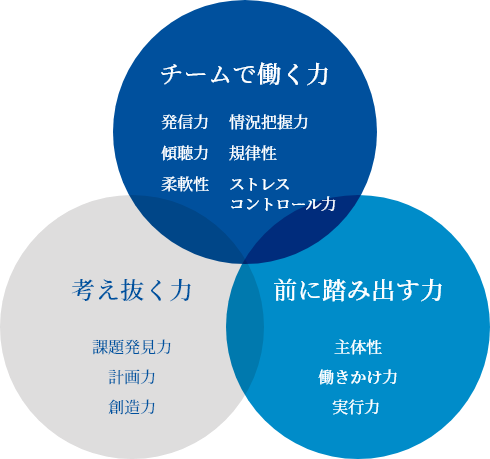 チームで働く力
発信力 情況把握力
傾聴力 規律性
柔軟性 ストレス
コントロール力
考え抜く力
課題発見力
計画力
創造力
前に踏み出す力
主体性
働きかけ力
実行力